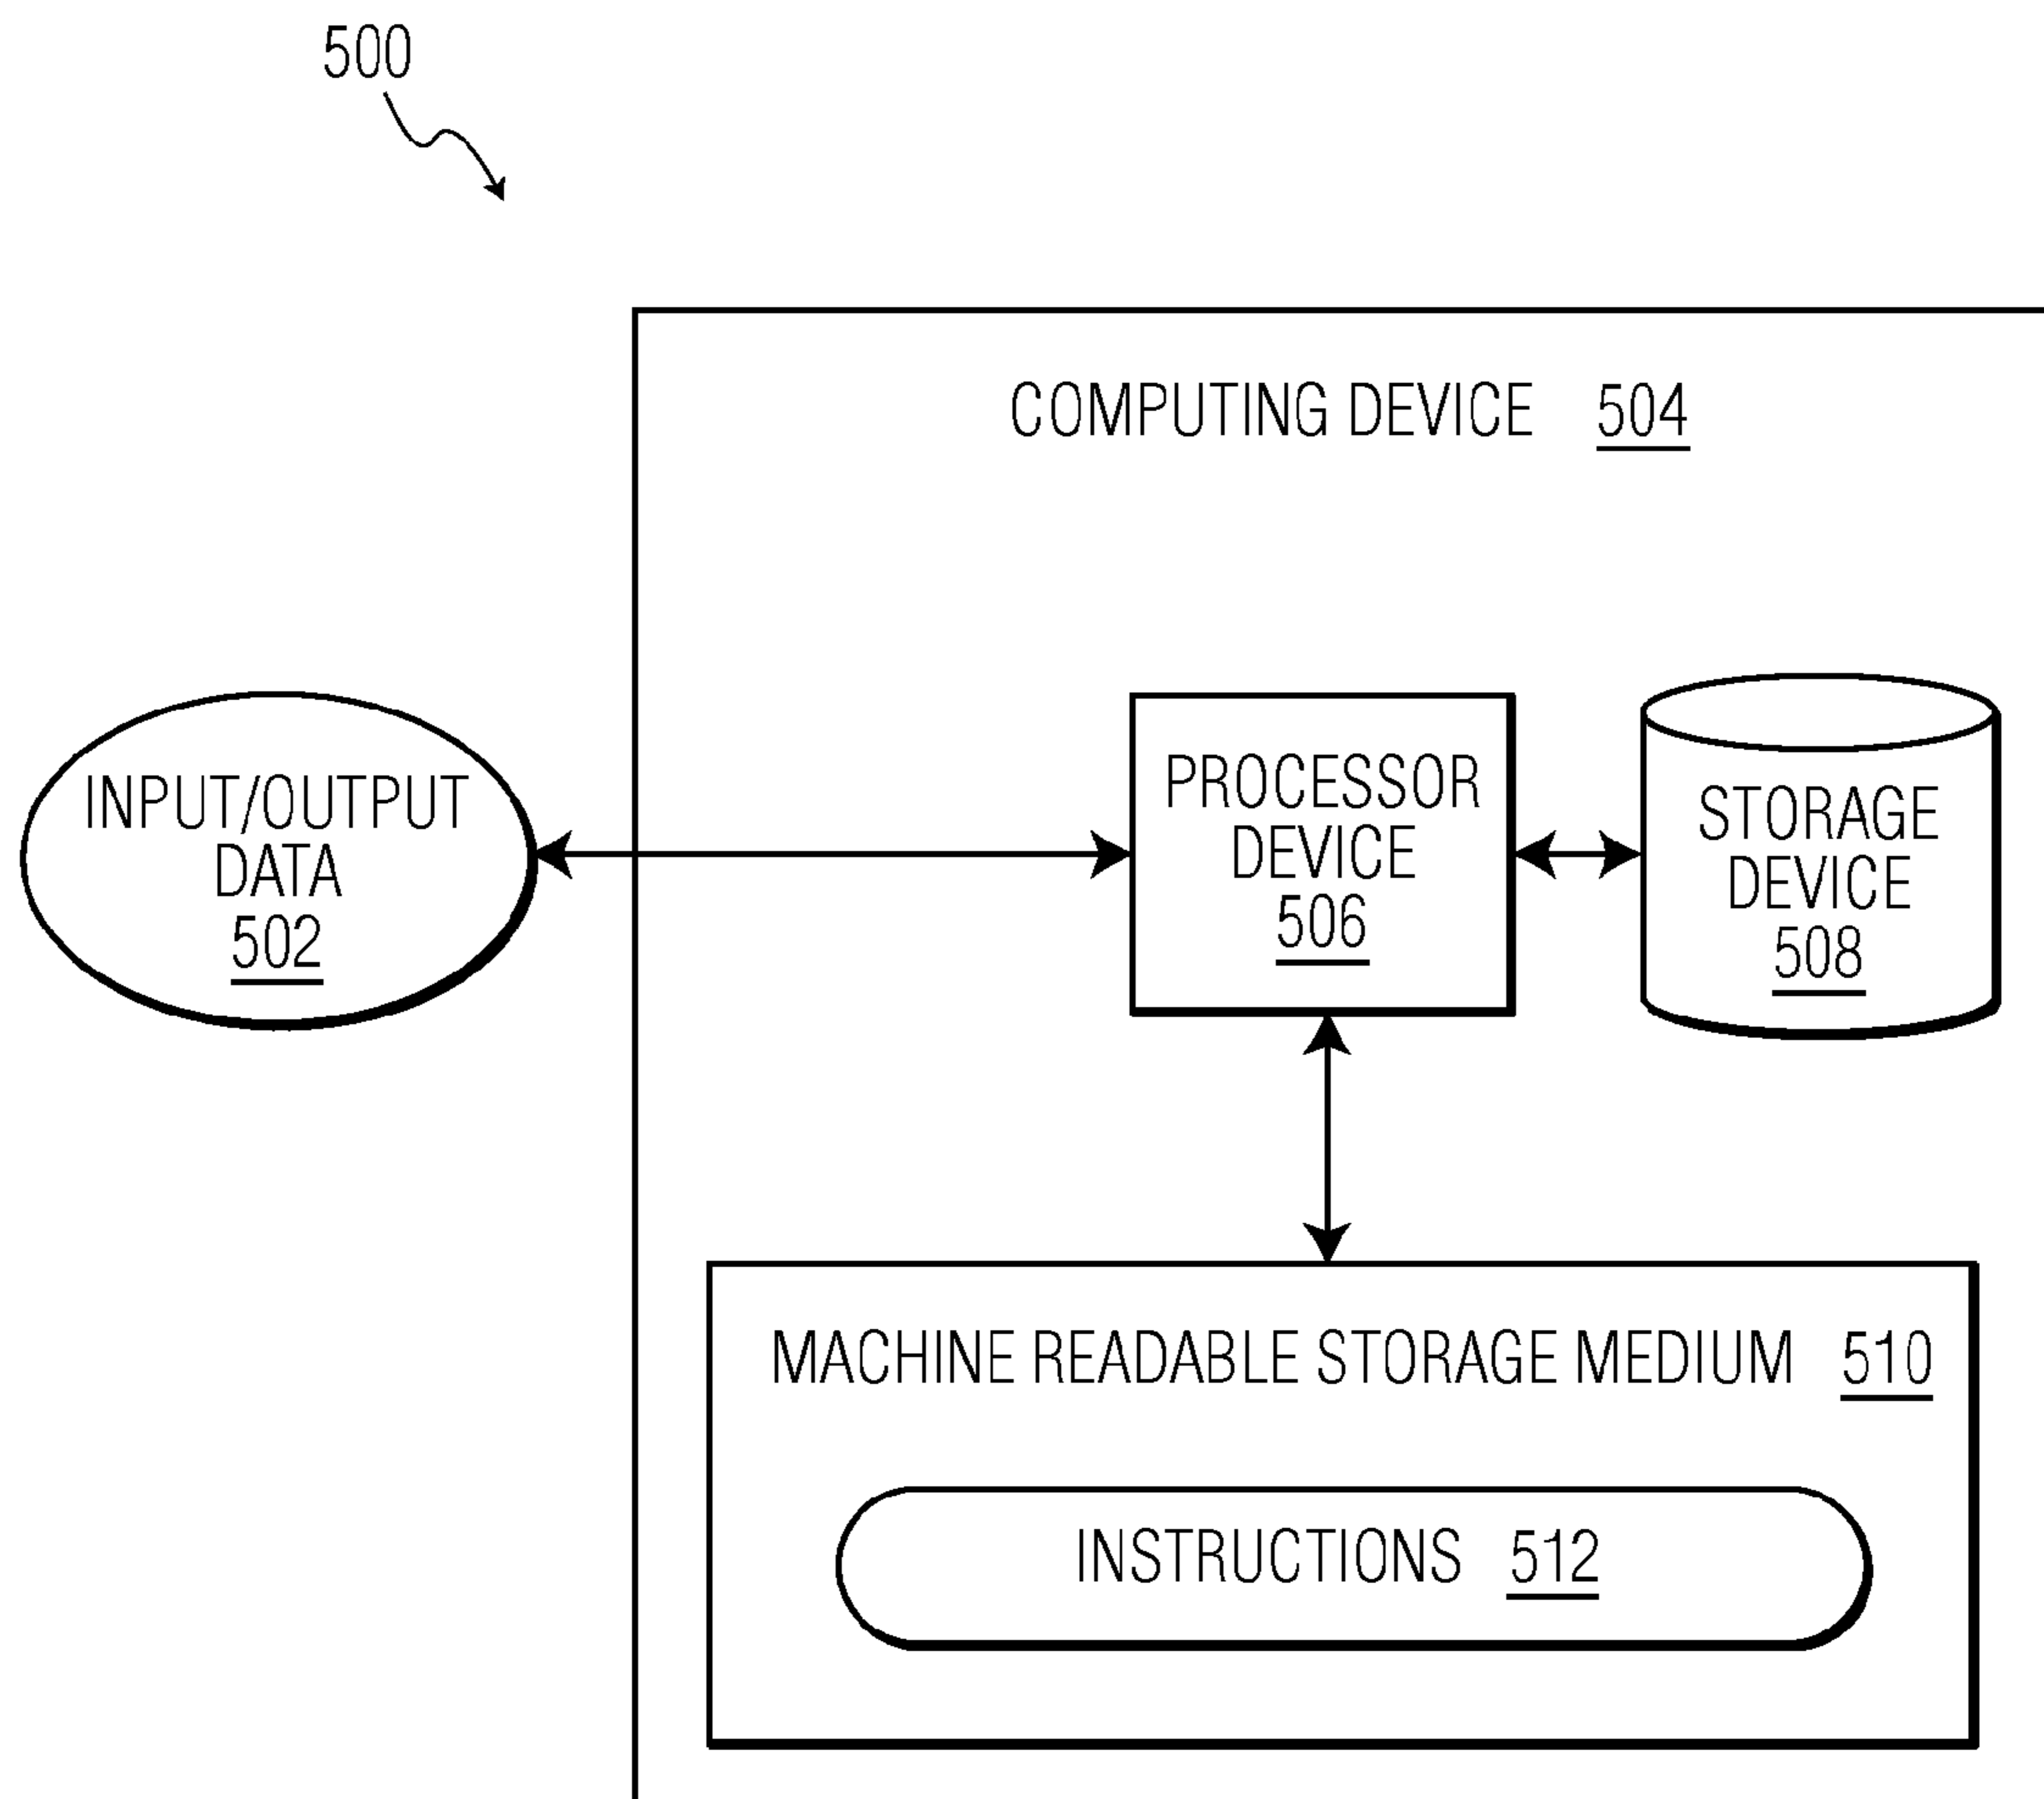 500
COMPUTING DEVICE 504
INPUT/OUTPUT
DATA
502
PROCESSOR
DEVICE
506
STORAGE
DEVICE
508
MACHINE READABLE STORAGE MEDIUM 510
INSTRUCTIONS 512